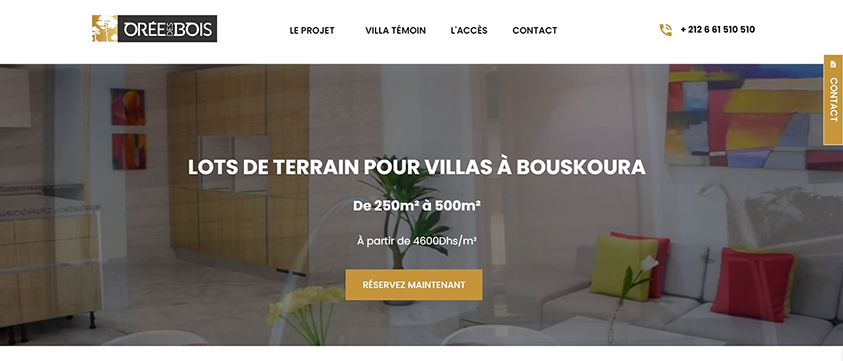 ORÉE DES BOIS
LE PROJET VILLA TÉMOIN L'ACCÈS CONTACT
+ 212 6 61 510 510
CONTACT
LOTS DE TERRAIN POUR VILLAS À BOUSKOURA
De 250m² à 500m²
À partir de 4600Dhs/m²
RÉSERVEZ MAINTENANT